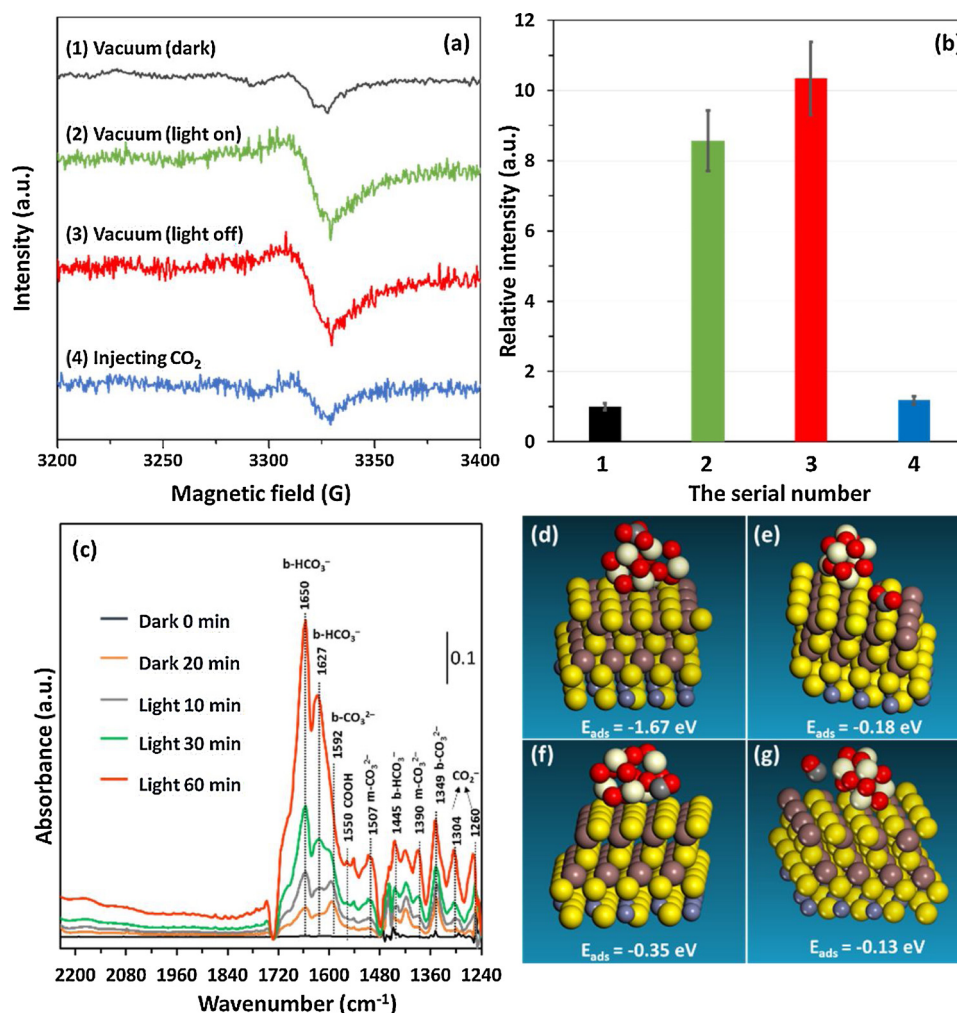 (a)
(1) Vacuum (dark)
(2) Vacuum (light on)
(3) Vacuum (light off)
(4) Injecting CO₂
Intensity (a.u.)
3200 3250 3300 3350 3400
Magnetic field (G)
(b)
Relative intensity (a.u.)
12
10
8
6
4
2
0
1 2 3 4
The serial number
(c)
Dark 0 min
Dark 20 min
Light 10 min
Light 30 min
Light 60 min
b-HCO₃⁻
1650
b-HCO₃⁻
1627
b-CO₃²⁻
1592
1550 COOH
1507 m-CO₃²⁻
1445 b-HCO₃⁻
1390 m-CO₃²⁻
1349 b-CO₃²⁻
CO₂⁻
1304
1260
0.1
Absorbance (a.u.)
2200 2080 1960 1840 1720 1600 1480 1360 1240
Wavenumber (cm⁻¹)
(d)
E_ads = -1.67 eV
(e)
E_ads = -0.18 eV
(f)
E_ads = -0.35 eV
(g)
E_ads = -0.13 eV